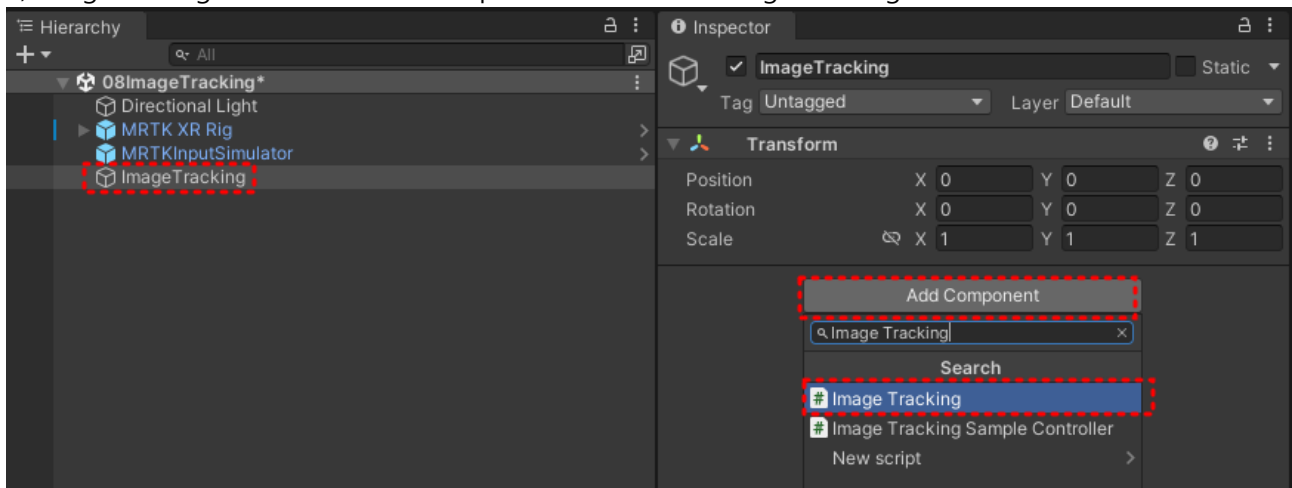 Hierarchy
All
08ImageTracking*
Directional Light
MRTK XR Rig
MRTKInputSimulator
ImageTracking
Inspector
ImageTracking
Static
Tag Untagged Layer Default
Transform
Position X 0 Y 0 Z 0
Rotation X 0 Y 0 Z 0
Scale X 1 Y 1 Z 1
Add Component
Image Tracking
Search
# Image Tracking
# Image Tracking Sample Controller
New script